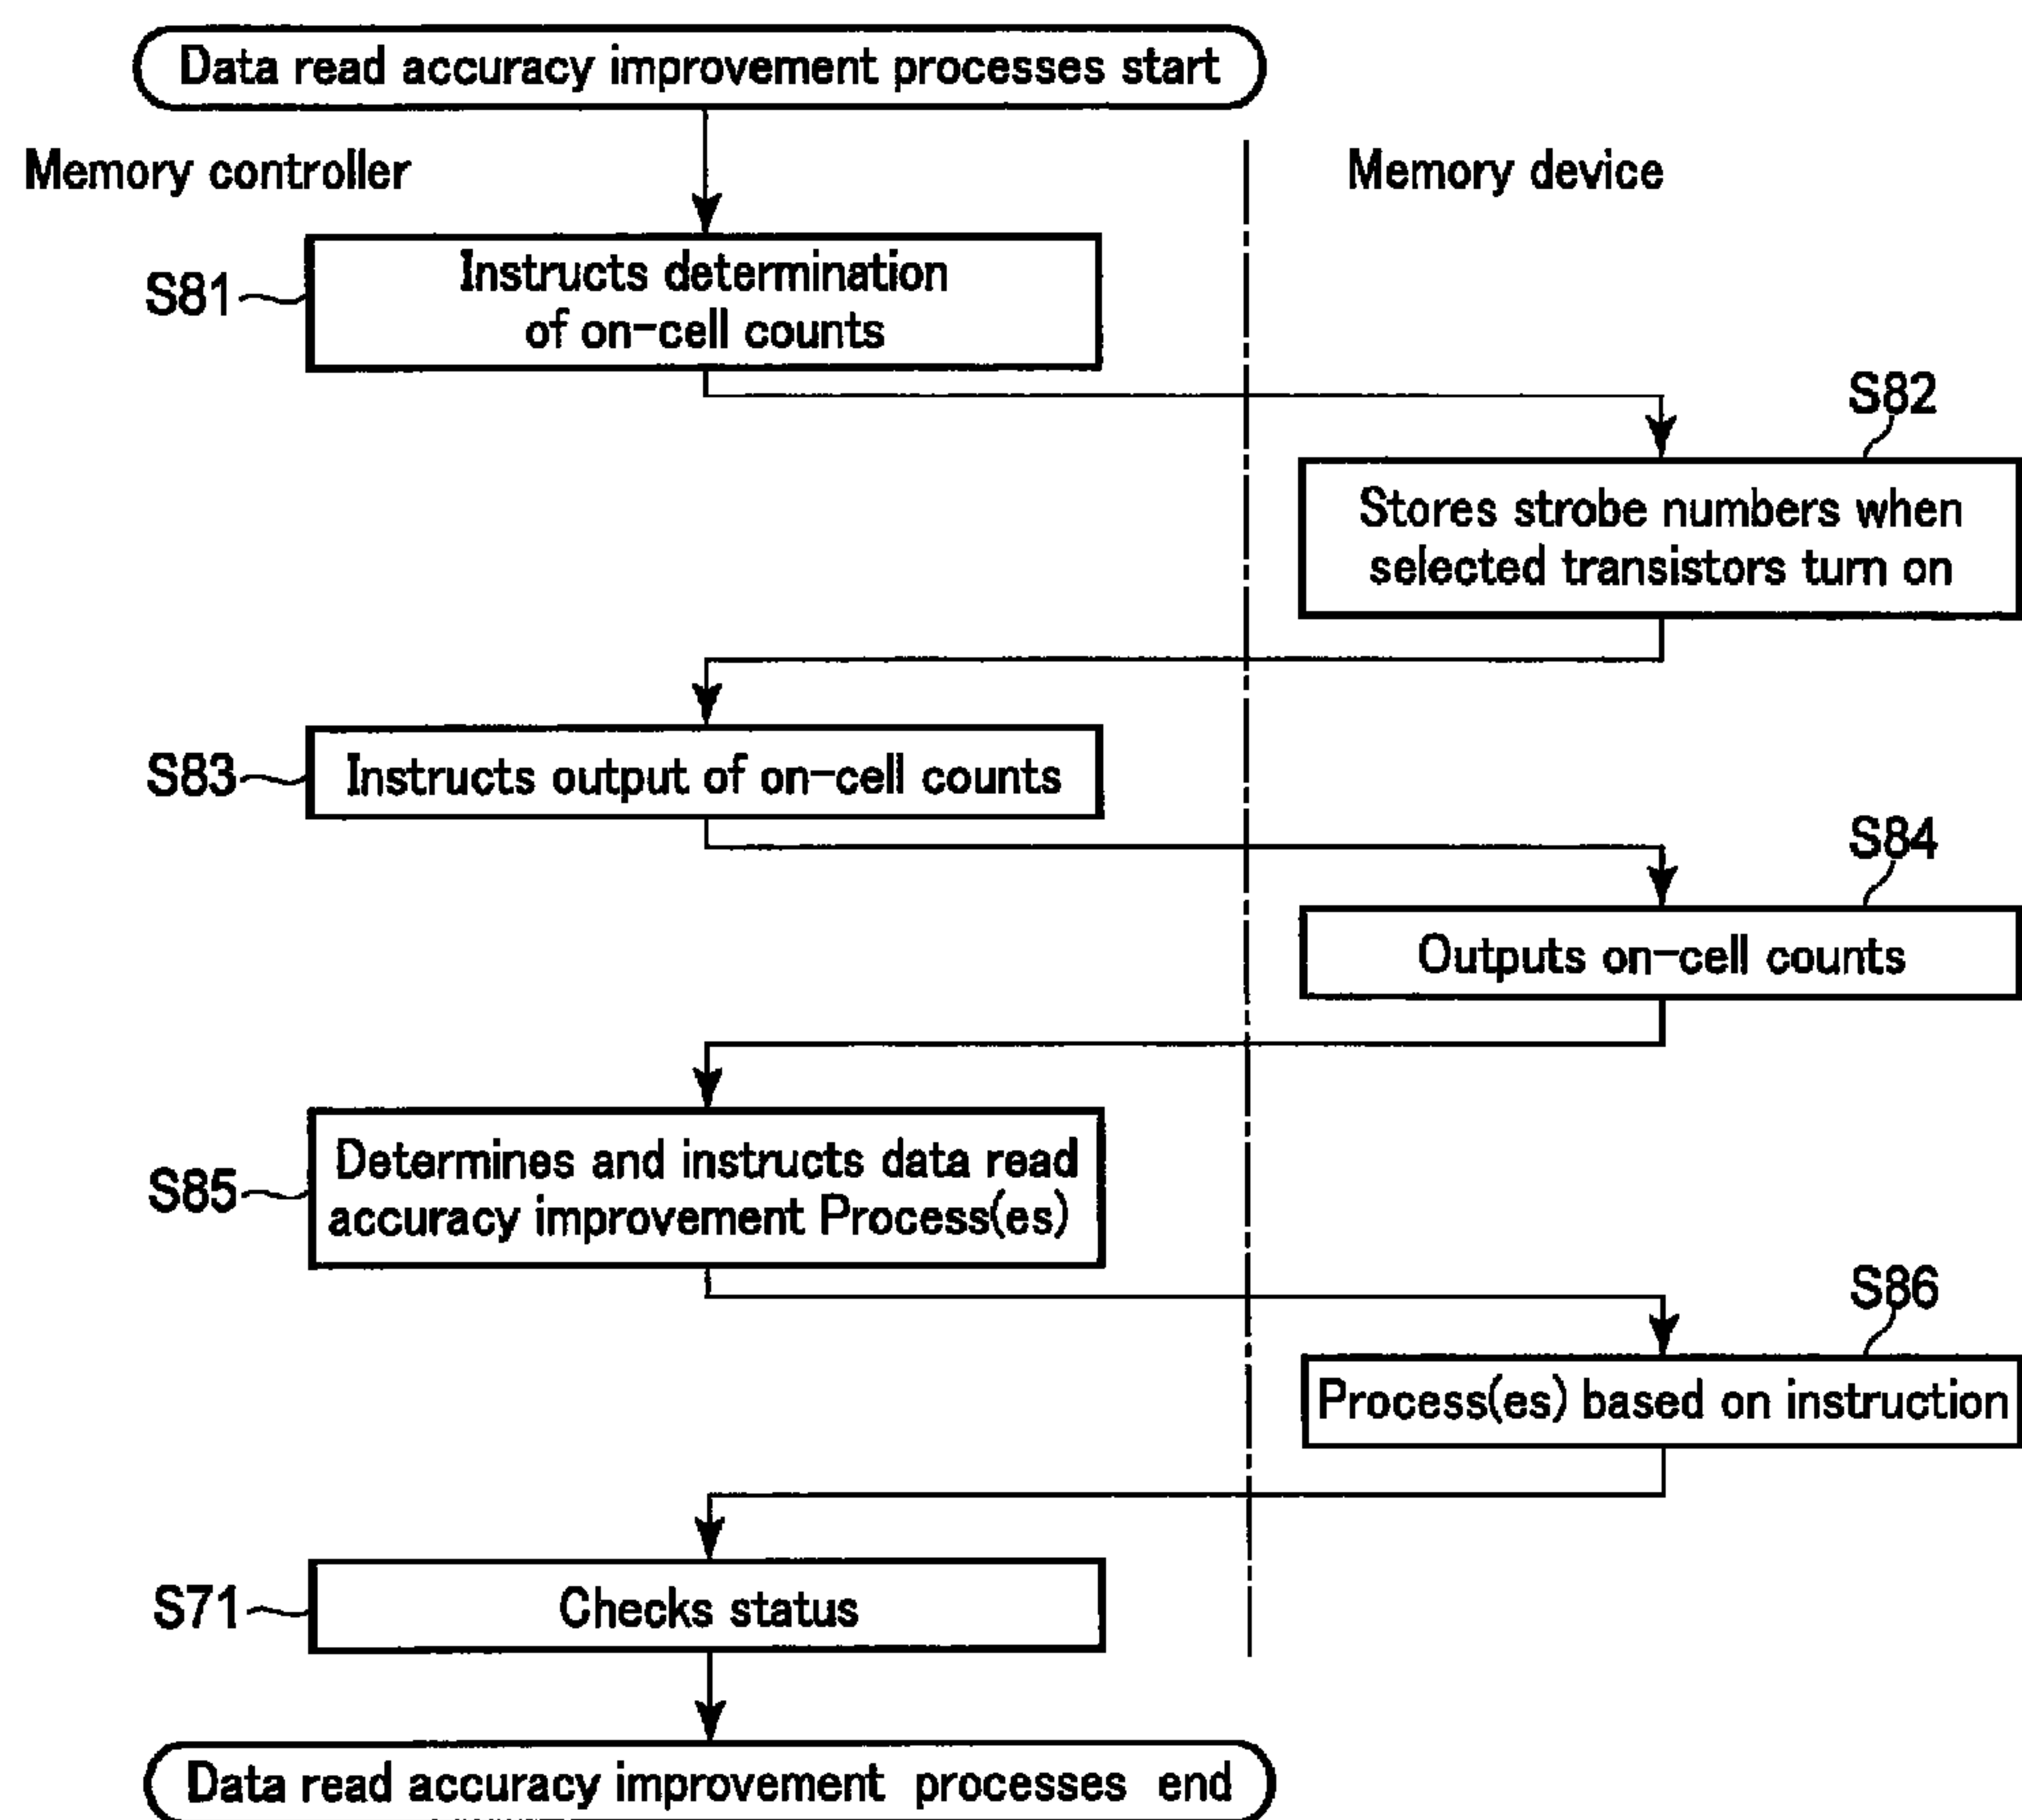 Data read accuracy improvement processes start
Memory controller
Memory device
S81
Instructs determination
of on-cell counts
S82
Stores strobe numbers when
selected transistors turn on
S83
Instructs output of on-cell counts
S84
Outputs on-cell counts
S85
Determines and instructs data read
accuracy improvement Process(es)
S86
Process(es) based on instruction
S71
Checks status
Data read accuracy improvement processes end